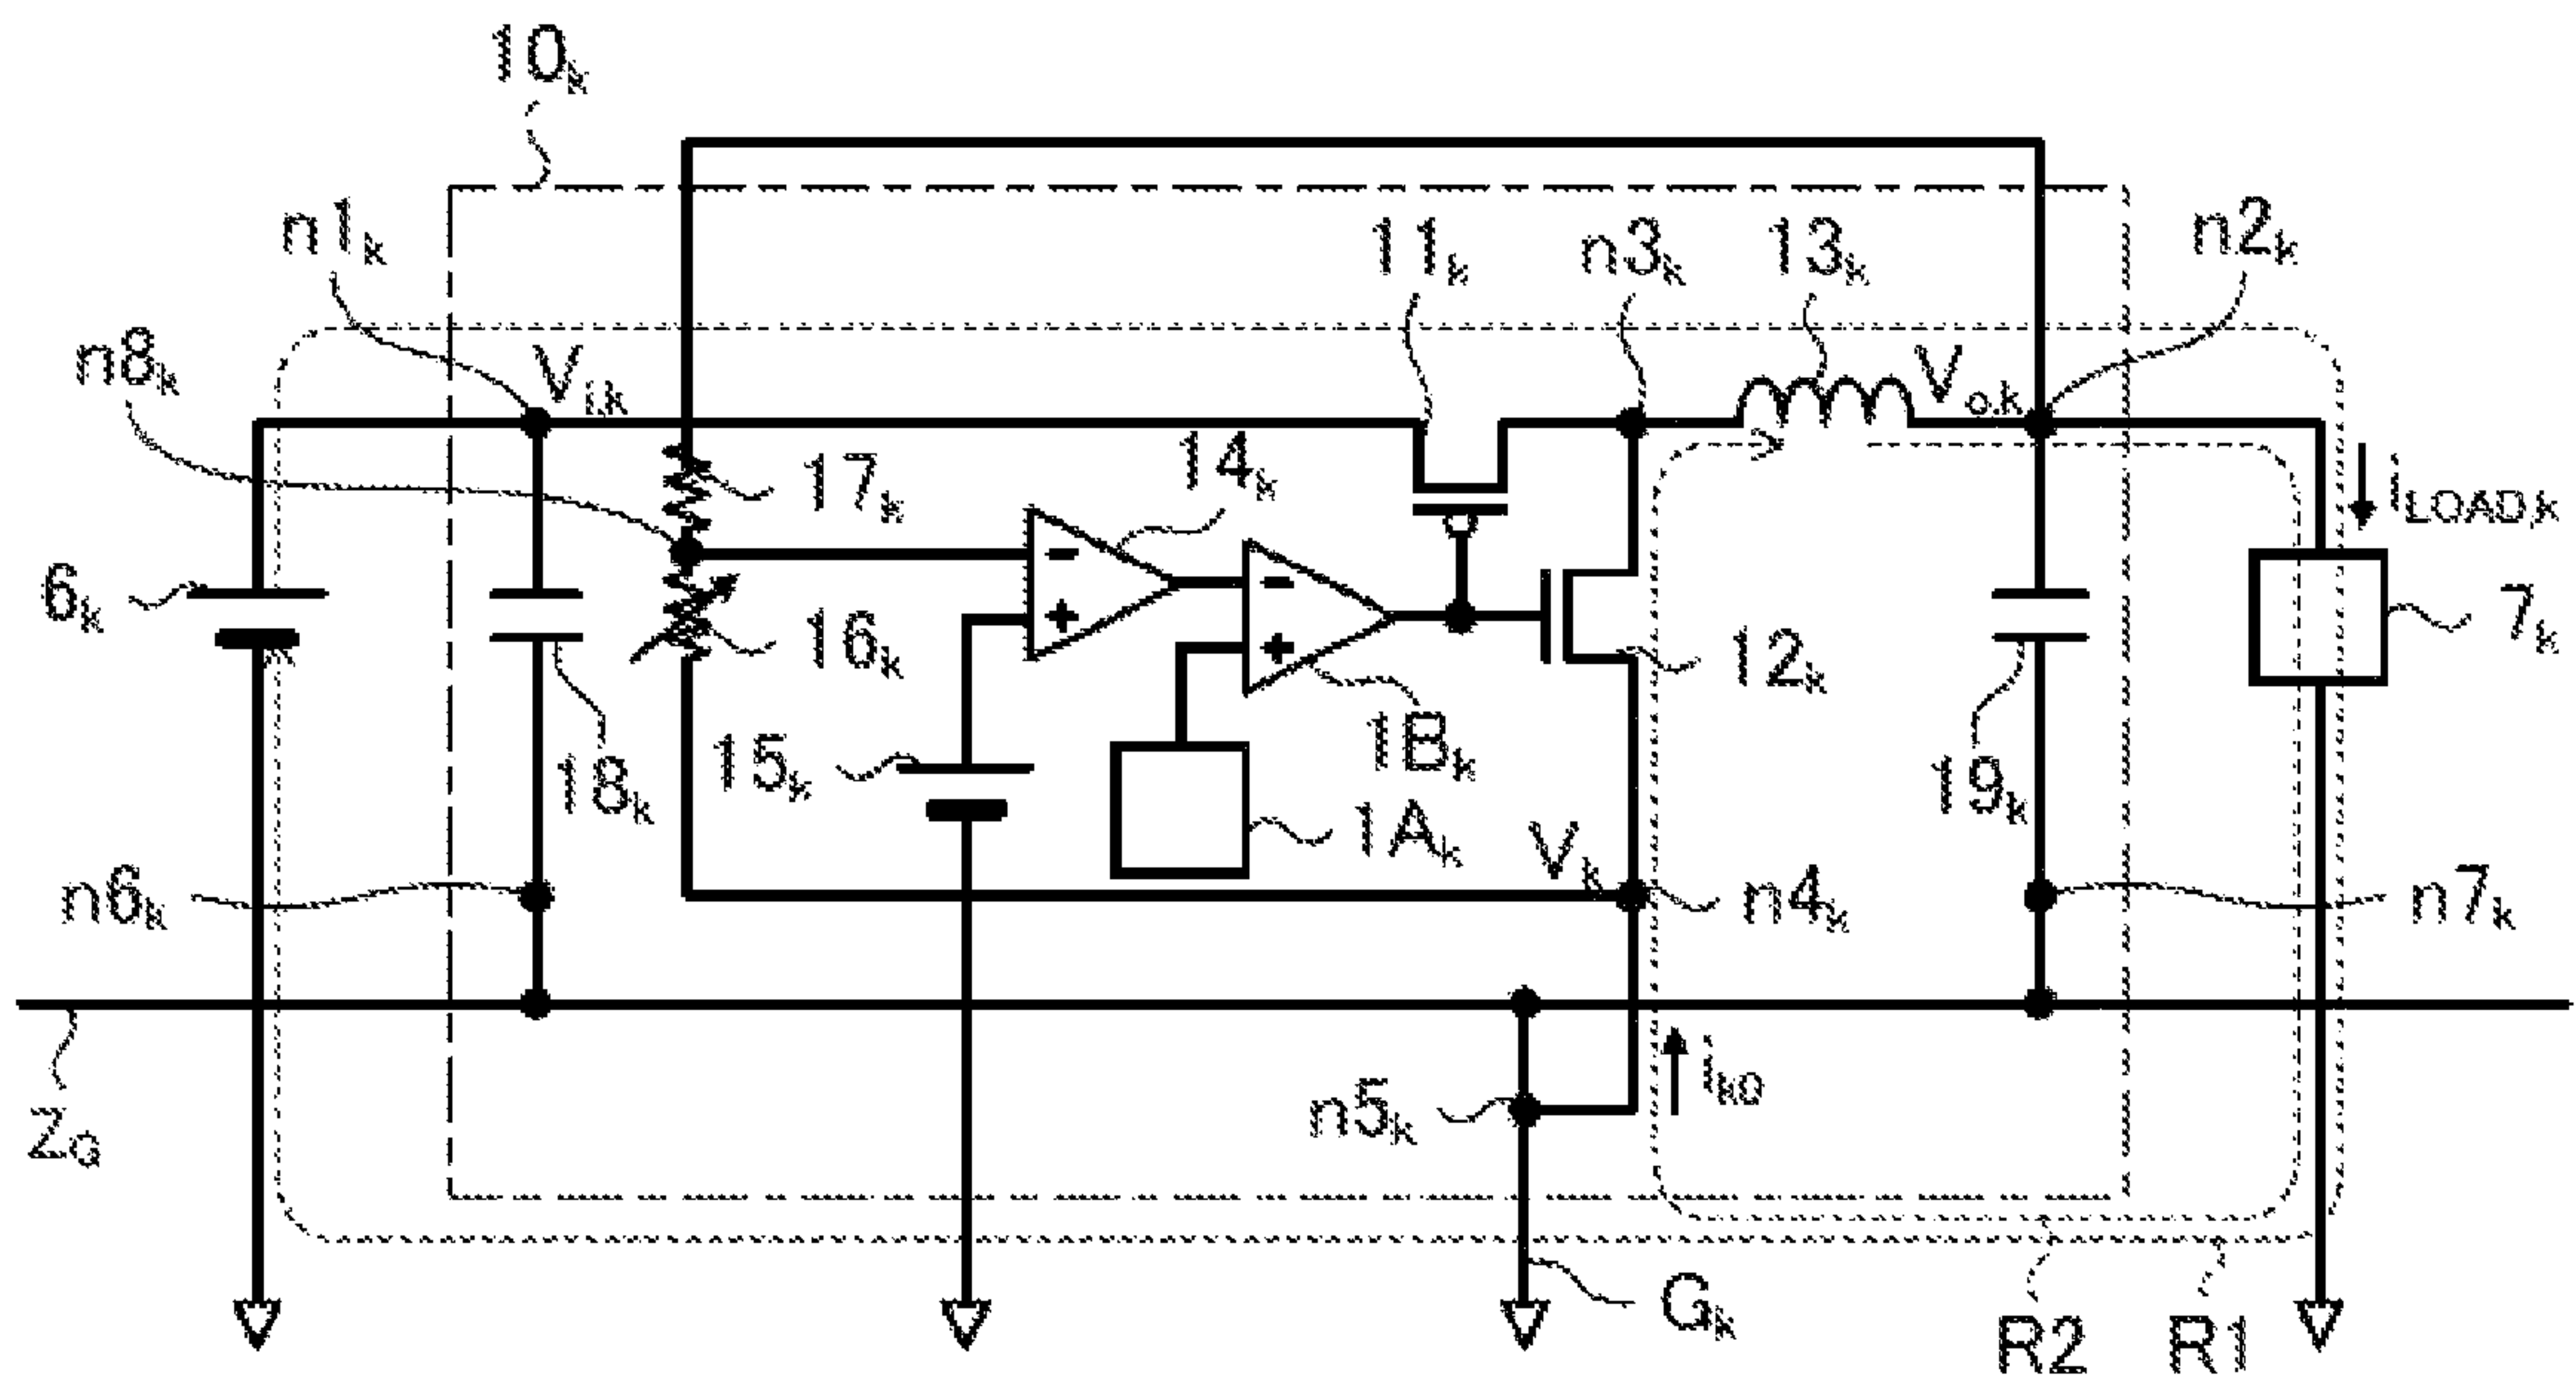 10k
n1k
11k
n3k
13k
n2k
n8k
Vi.k
Vo.k
17k
14k
iLOAD,k
-
-
6k
16k
+
+
12k
7k
18k
15k
1Bk
19k
1Ak
Vk
n6k
n4k
n7k
ZG
n5k
ik0
Gk
R2
R1